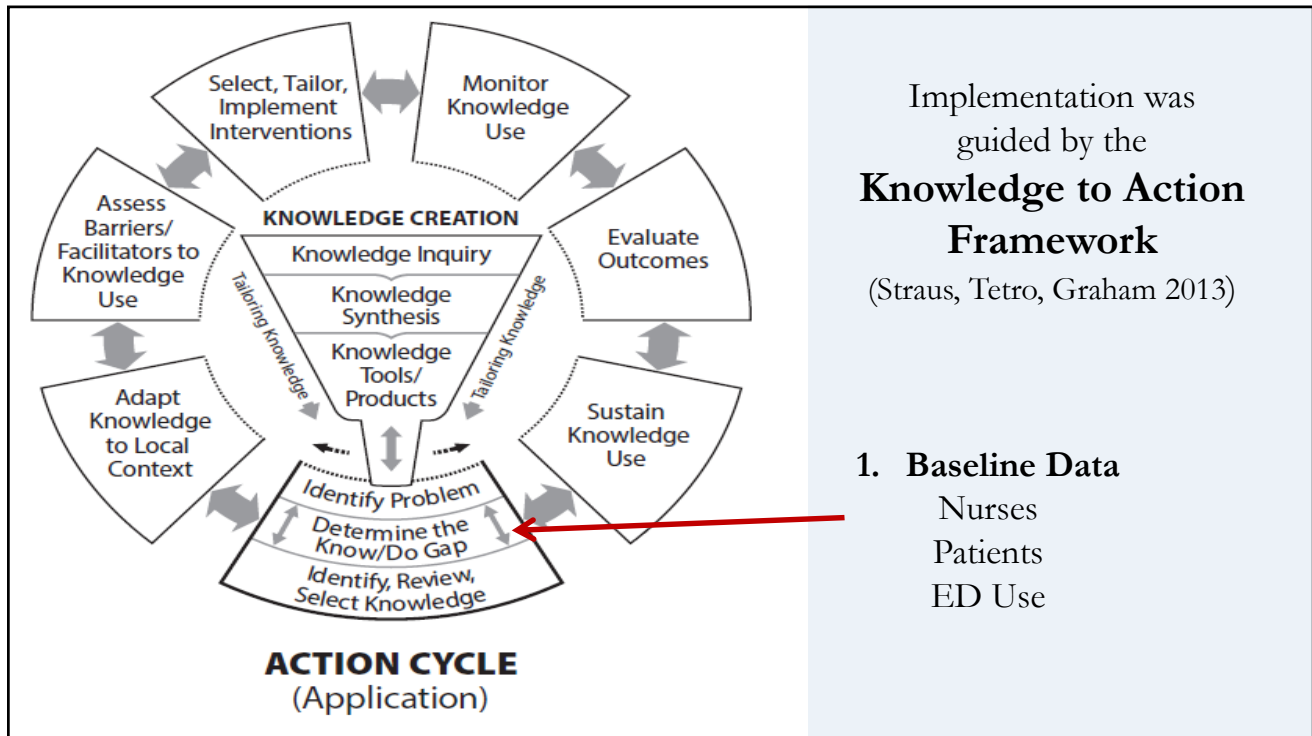 Select, Tailor,
Implement
Interventions
Monitor
Knowledge
Use
Assess
Barriers/
Facilitators to
Knowledge
Use
Evaluate
Outcomes
Adapt
Knowledge
to Local
Context
Sustain
Knowledge
Use
KNOWLEDGE CREATION
Knowledge Inquiry
Knowledge
Synthesis
Knowledge
Tools/
Products
Tailoring Knowledge
Tailoring Knowledge
Identify Problem
Determine the
Know/Do Gap
Identify, Review,
Select Knowledge
ACTION CYCLE
(Application)
Implementation was
guided by the
Knowledge to Action
Framework
(Straus, Tetro, Graham 2013)
1. Baseline Data
Nurses
Patients
ED Use